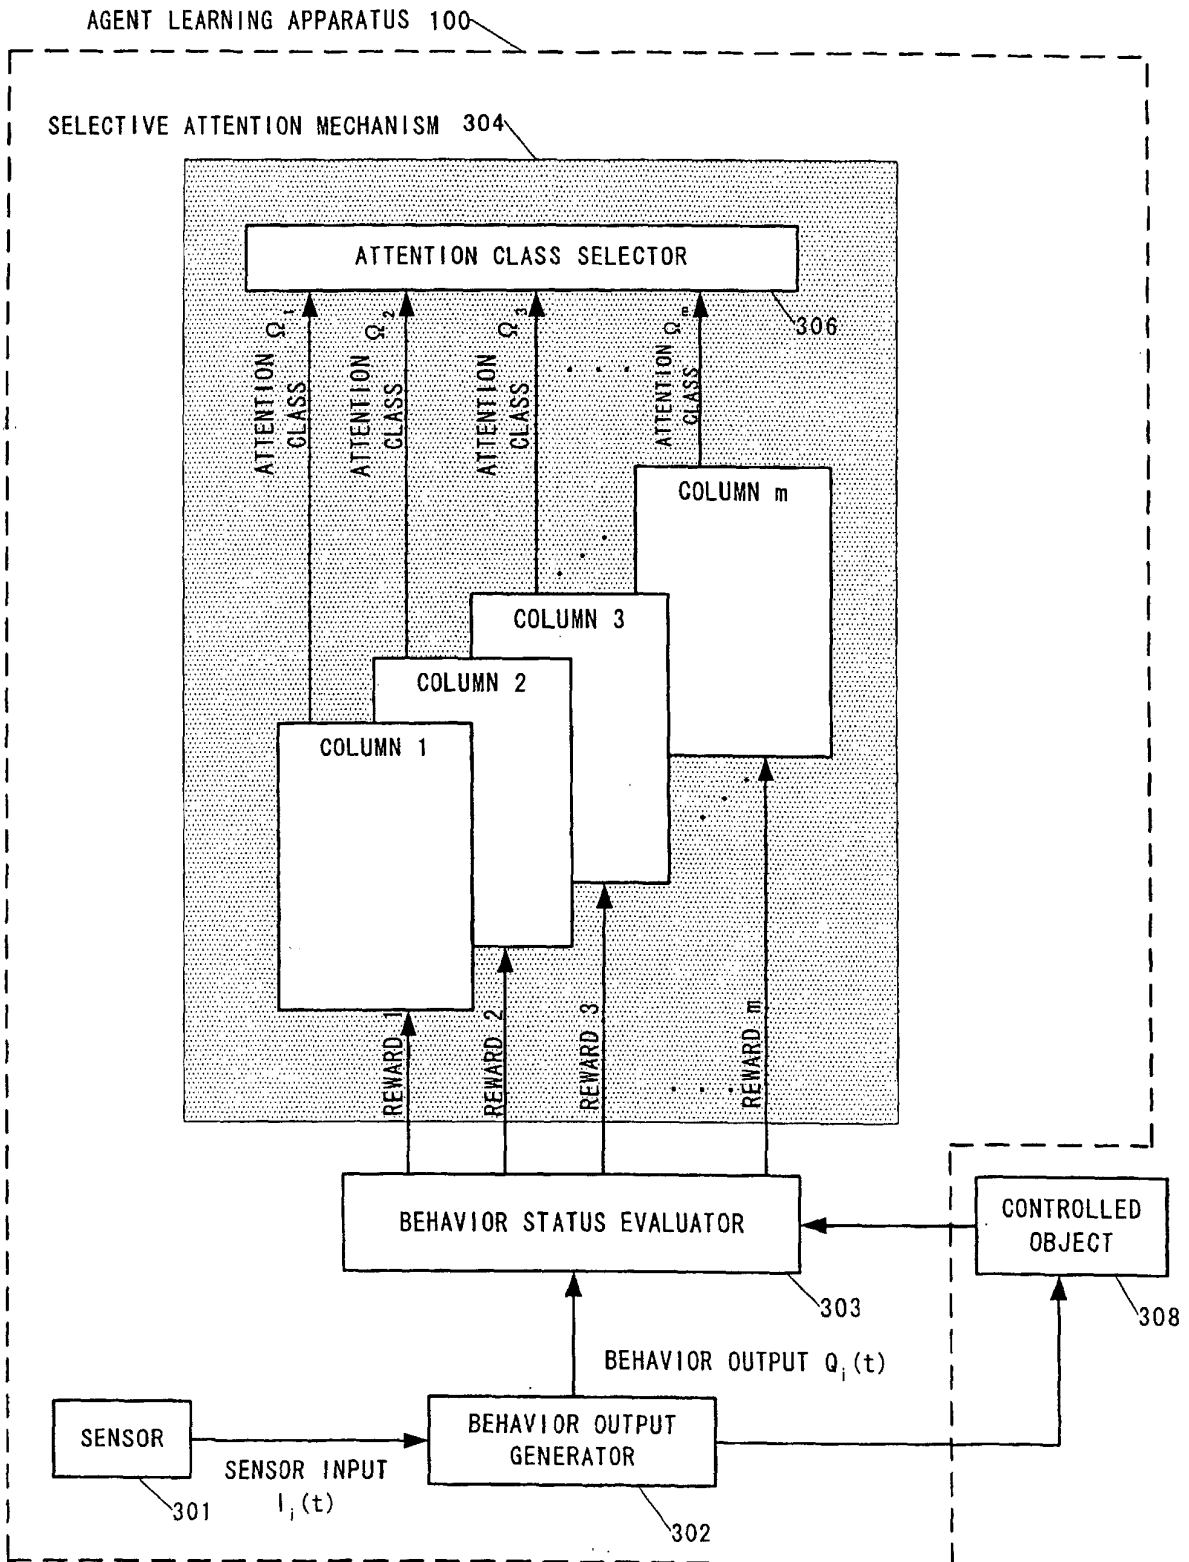 AGENT LEARNING APPARATUS 100
SELECTIVE ATTENTION MECHANISM 304
ATTENTION CLASS SELECTOR
306
ATTENTION Ω1
CLASS
ATTENTION Ω2
CLASS
ATTENTION Ω3
CLASS
ATTENTION Ωm
CLASS
COLUMN m
COLUMN 3
COLUMN 2
COLUMN 1
REWARD 1
REWARD 2
REWARD 3
REWARD m
BEHAVIOR STATUS EVALUATOR
303
CONTROLLED
OBJECT
308
BEHAVIOR OUTPUT Qi(t)
SENSOR
301
SENSOR INPUT
Ii(t)
BEHAVIOR OUTPUT
GENERATOR
302